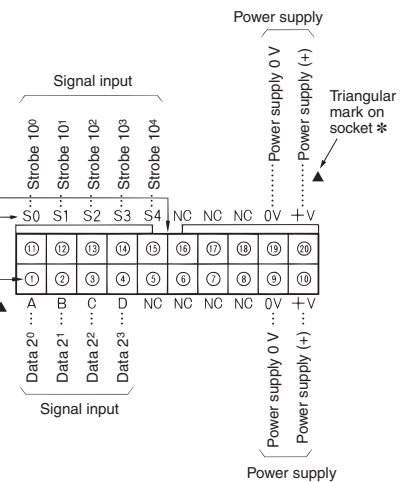 Power supply
Signal input
Strobe 10⁰
Strobe 10¹
Strobe 10²
Strobe 10³
Strobe 10⁴
Power supply 0 V
Power supply (+)
Triangular
mark on
socket ✻
S0 S1 S2 S3 S4 NC NC NC 0V +V
⑪ ⑫ ⑬ ⑭ ⑮ ⑯ ⑰ ⑱ ⑲ ⑳
① ② ③ ④ ⑤ ⑥ ⑦ ⑧ ⑨ ⑩
A B C D NC NC NC NC 0V +V
Data 2⁰
Data 2¹
Data 2²
Data 2³
Power supply 0 V
Power supply (+)
Signal input
Power supply